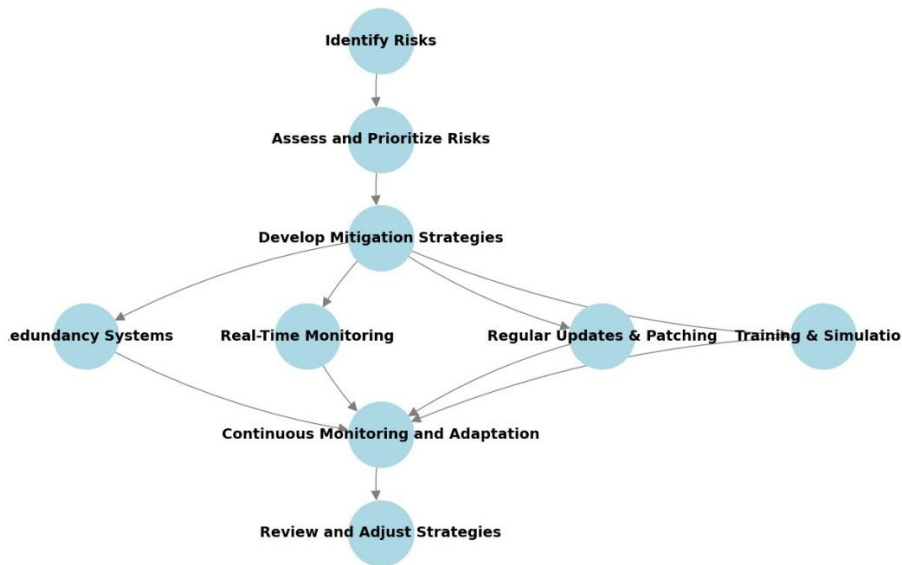 Identify Risks
Assess and Prioritize Risks
Develop Mitigation Strategies
edundancy Systems
Real-Time Monitoring
Regular Updates & Patching
Training & Simulatio
Continuous Monitoring and Adaptation
Review and Adjust Strategies